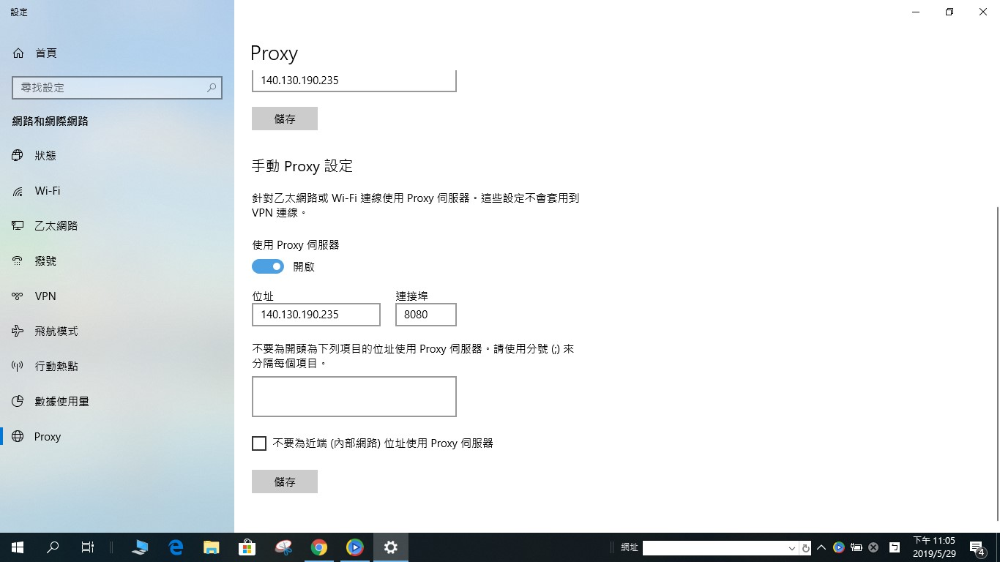 設定
首頁
尋找設定
網路和網際網路
狀態
Wi-Fi
乙太網路
撥號
VPN
飛航模式
行動熱點
數據使用量
Proxy
Proxy
140.130.190.235
儲存
手動 Proxy 設定
針對乙太網路或 Wi-Fi 連線使用 Proxy 伺服器。這些設定不會套用到
VPN 連線。
使用 Proxy 伺服器
開啟
位址 連接埠
140.130.190.235 8080
不要為開頭為下列項目的位址使用 Proxy 伺服器。請使用分號 (;) 來
分隔每個項目。
不要為近端 (內部網路) 位址使用 Proxy 伺服器
儲存
網址
下午 11:05
2019/5/29
4